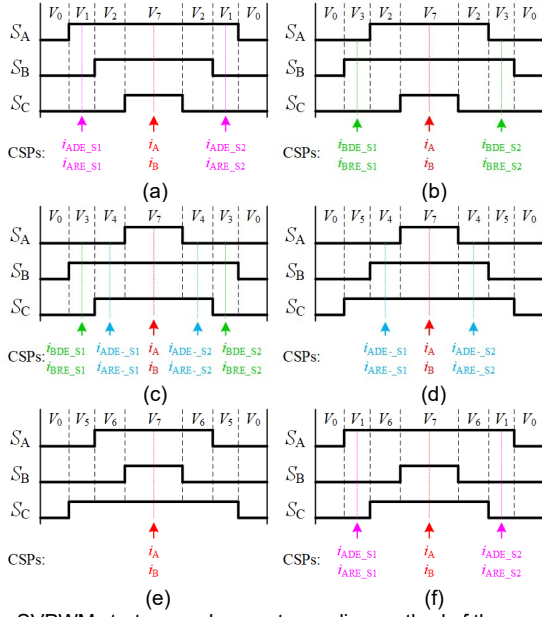 V0 V1 V2 V7 V2 V1 V0
SA
SB
SC
CSPs: iADE_S1 iA iADE_S2
iARE_S1 iB iARE_S2
(a)
V0 V3 V2 V7 V2 V3 V0
SA
SB
SC
iBDE_S1 iA iBDE_S2
iBRE_S1 iB iBRE_S2
(b)
V0 V3 V4 V7 V4 V3 V0
SA
SB
SC
CSPs: iBDE_S1 iADE-_S1 iA iADE-_S2 iBDE_S2
iBRE_S1 iARE-_S1 iB iARE-_S2 iBRE_S2
(c)
V0 V5 V4 V7 V4 V5 V0
SA
SB
SC
iADE-_S1 iA iADE-_S2
iARE-_S1 iB iARE-_S2
(d)
V0 V5 V6 V7 V6 V5 V0
SA
SB
SC
CSPs: iA
iB
(e)
V0 V1 V6 V7 V6 V1 V0
SA
SB
SC
iADE_S1 iA iADE_S2
iARE_S1 iB iARE_S2
(f)